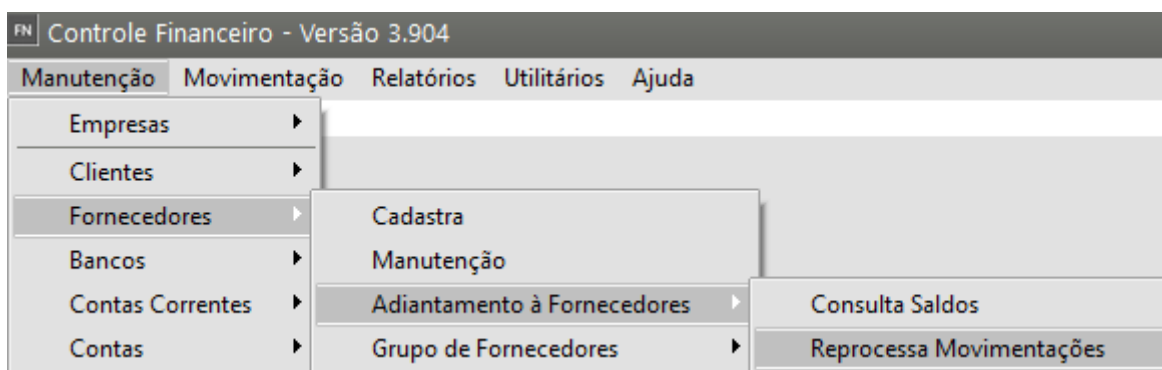 FN Controle Financeiro - Versão 3.904
Manutenção Movimentação Relatórios Utilitários Ajuda
Empresas
Clientes
Fornecedores
Bancos
Contas Correntes
Contas
Cadastra
Manutenção
Adiantamento à Fornecedores
Grupo de Fornecedores
Consulta Saldos
Reprocessa Movimentações